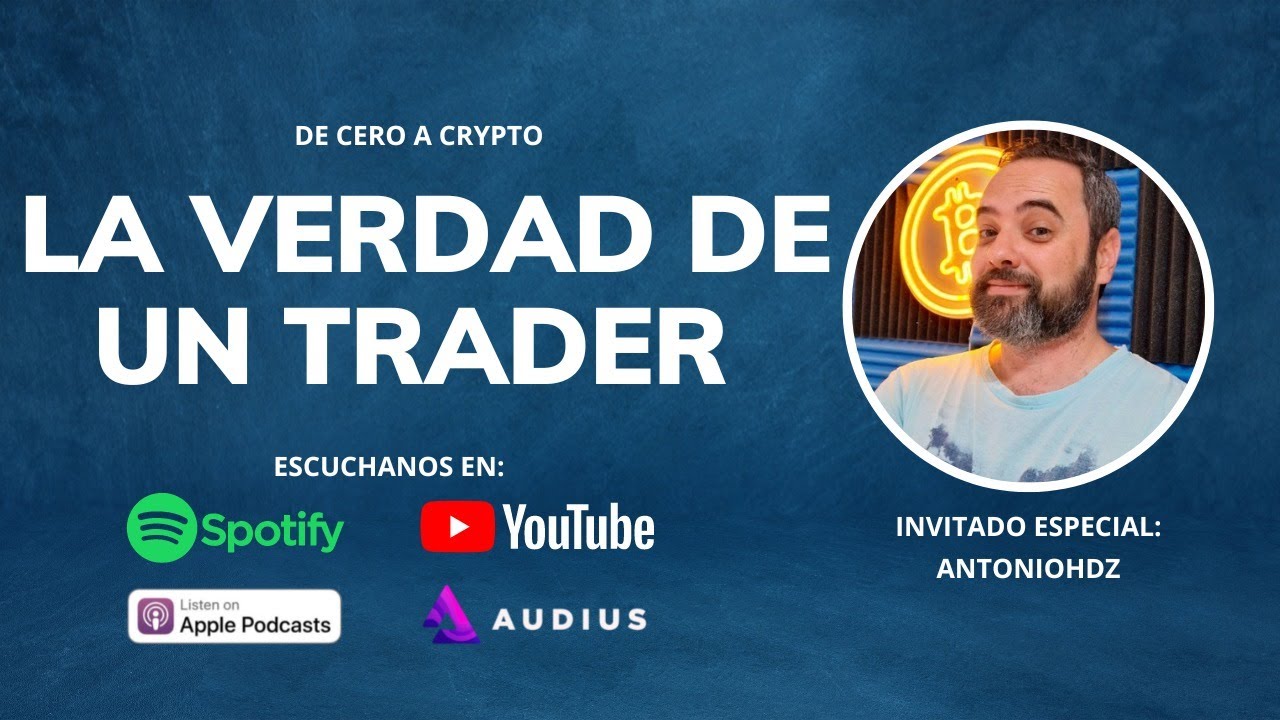 DE CERO A CRYPTO
LA VERDAD DE
UN TRADER
ESCUCHANOS EN:
Spotify
YouTube
Listen on
Apple Podcasts
AUDIUS
INVITADO ESPECIAL:
ANTONIOHDZ